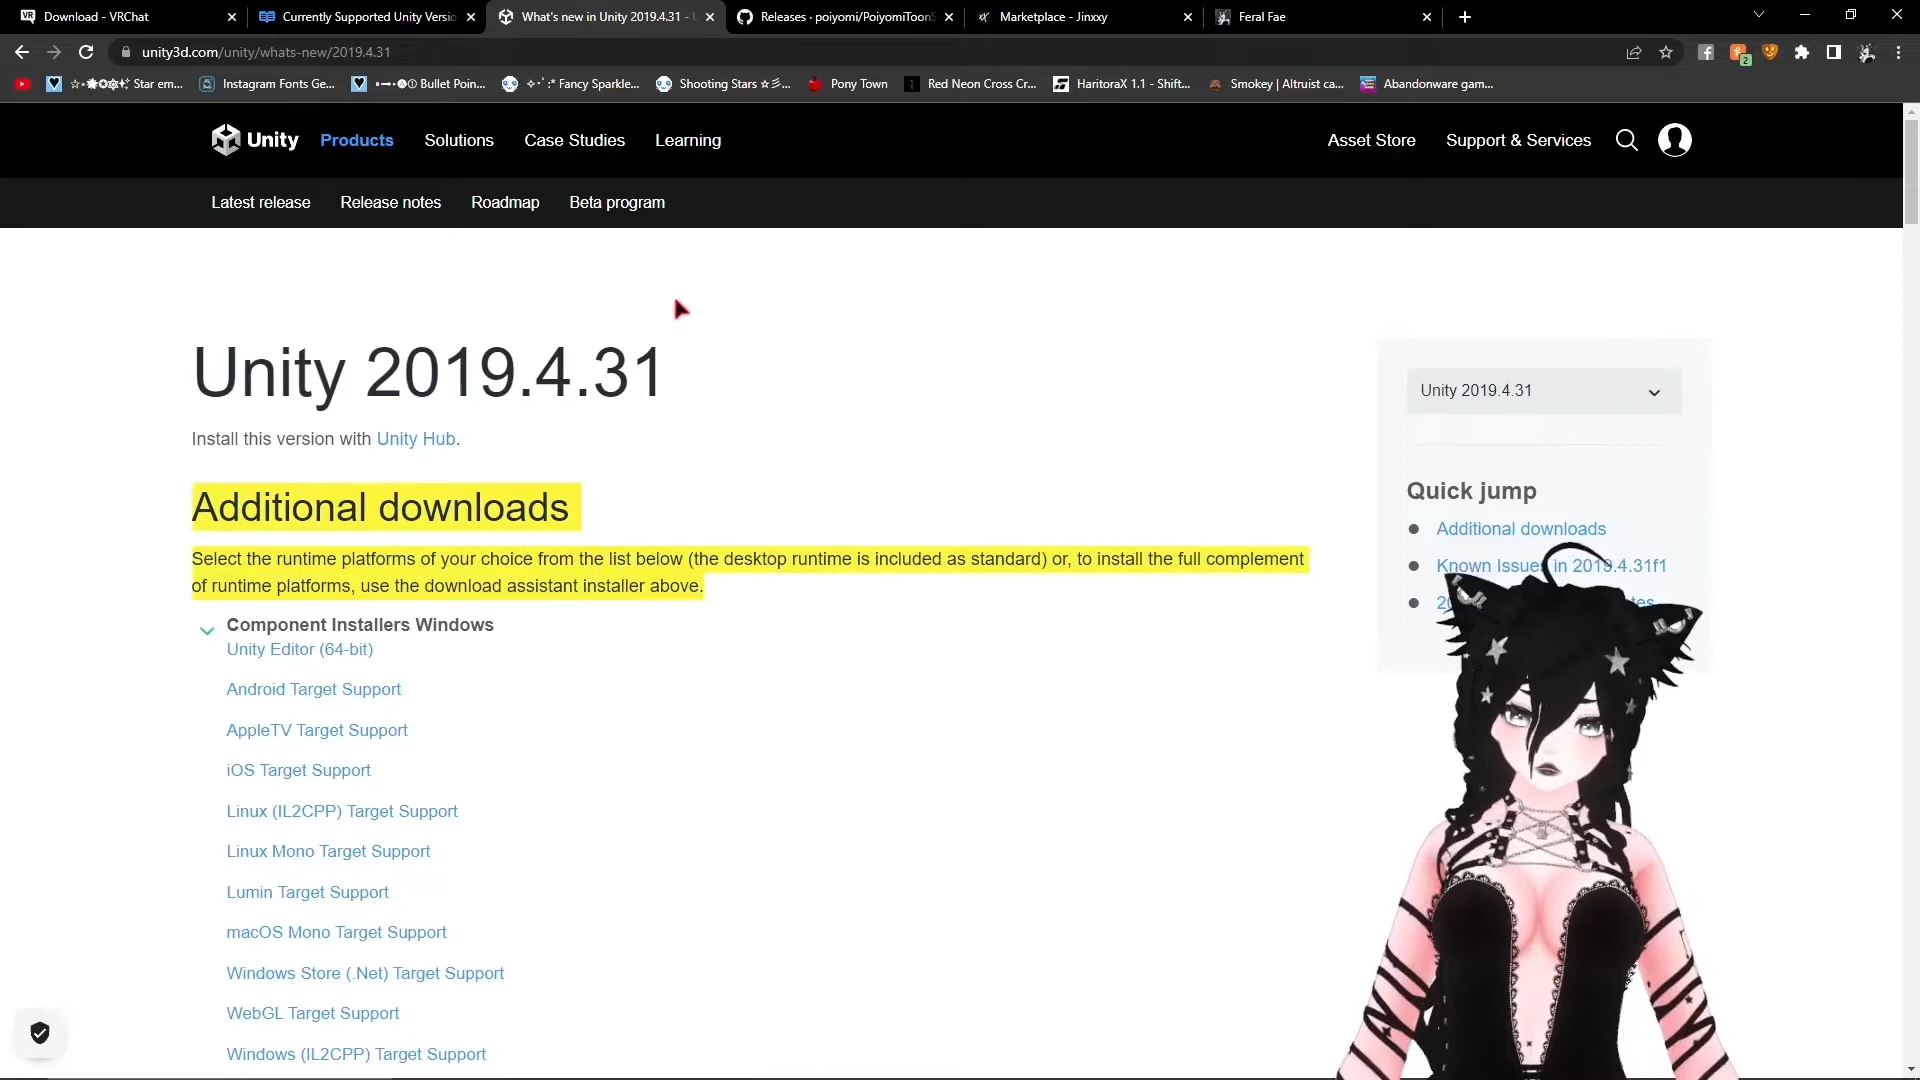 Download - VRChat
Currently Supported Unity Versio
What's new in Unity 2019.4.31 -
Releases · poiyomi/PoiyomiToonS
Marketplace - Jinxxy
Feral Fae
unity3d.com/unity/whats-new/2019.4.31
2
Star em...
Instagram Fonts Ge...
Bullet Poin...
Fancy Sparkle...
Shooting Stars ☆彡...
Pony Town
Red Neon Cross Cr...
HaritoraX 1.1 - Shift...
Smokey | Altruist ca...
Abandonware gam...
Unity
Products
Solutions
Case Studies
Learning
Asset Store
Support & Services
Latest release
Release notes
Roadmap
Beta program
Unity 2019.4.31
Install this version with Unity Hub.
Additional downloads
Select the runtime platforms of your choice from the list below (the desktop runtime is included as standard) or, to install the full complement
of runtime platforms, use the download assistant installer above.
Component Installers Windows
Unity Editor (64-bit)
Android Target Support
AppleTV Target Support
iOS Target Support
Linux (IL2CPP) Target Support
Linux Mono Target Support
Lumin Target Support
macOS Mono Target Support
Windows Store (.Net) Target Support
WebGL Target Support
Windows (IL2CPP) Target Support
Unity 2019.4.31
Quick jump
Additional downloads
Known Issues in 2019.4.31f1